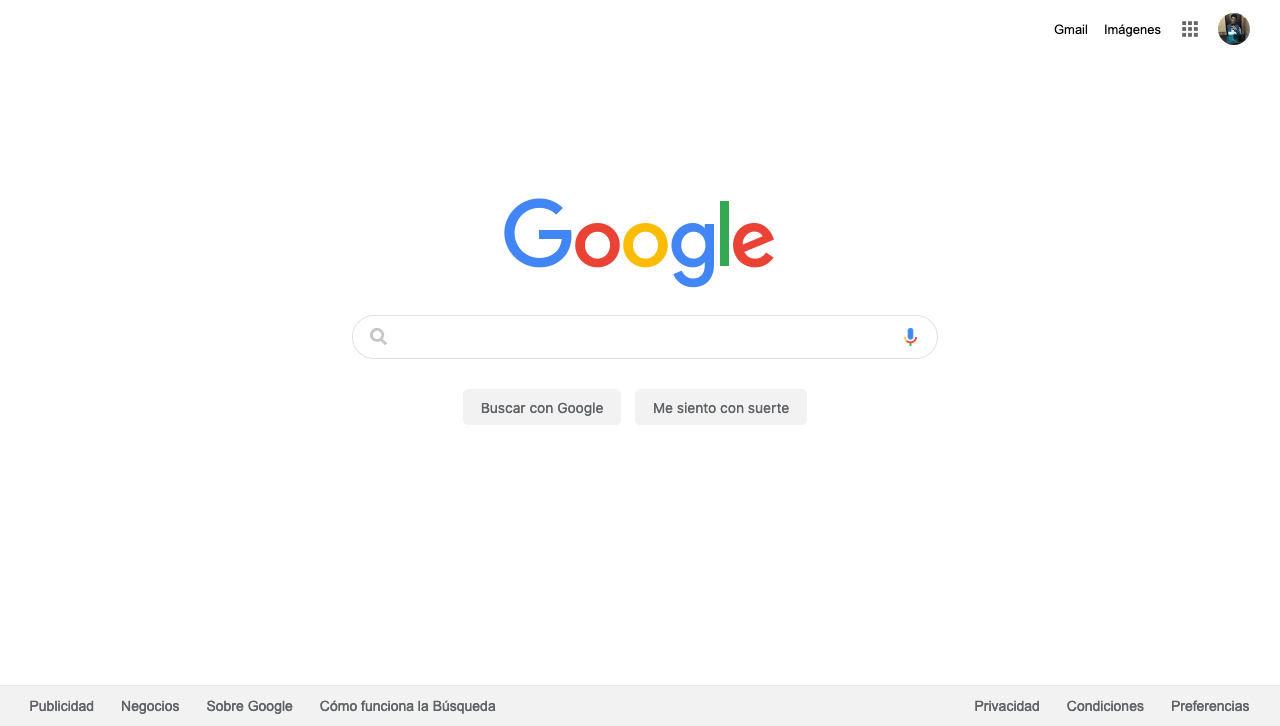 Gmail Imágenes
Google
Buscar con Google Me siento con suerte
Publicidad Negocios Sobre Google Cómo funciona la Búsqueda Privacidad Condiciones Preferencias